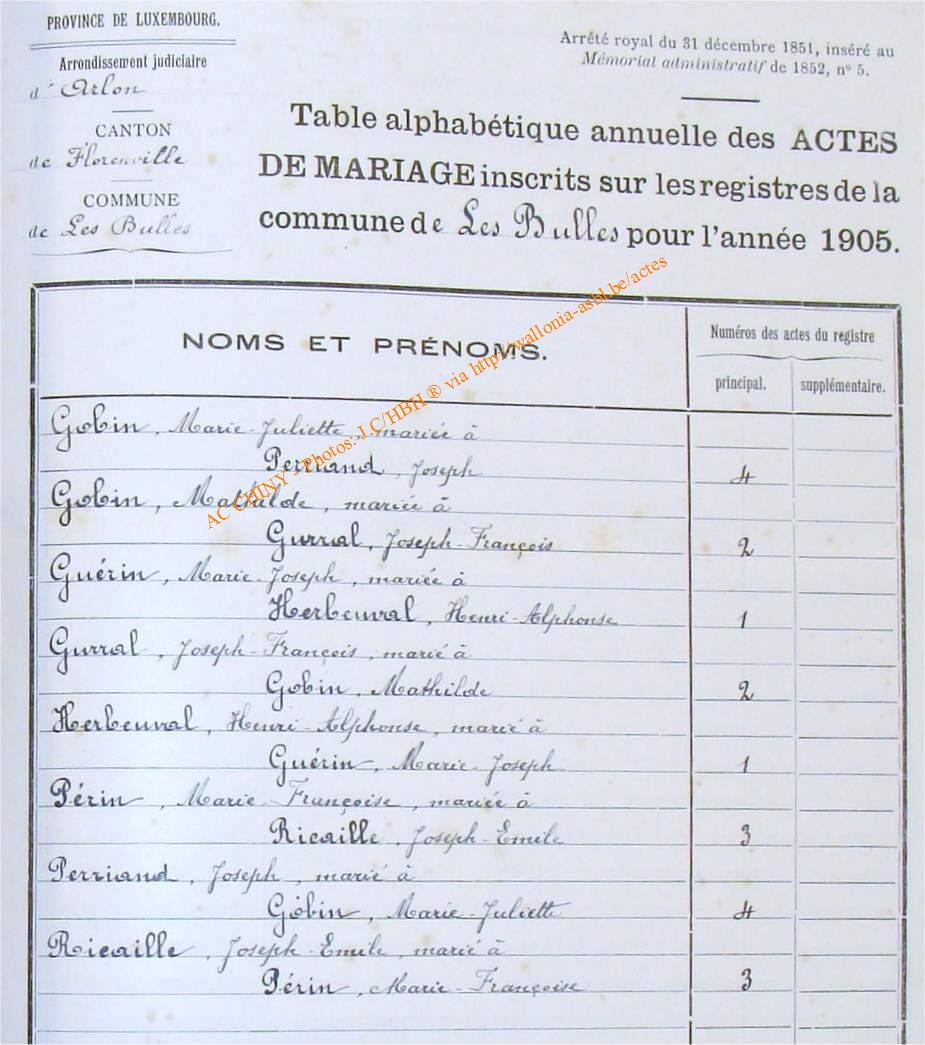 PROVINCE DE LUXEMBOURG.
Arrondissement judiciaire
d'Arlon
CANTON
de Florenville
COMMUNE
de Les Bulles
Arrêté royal du 31 décembre 1851, inséré au
Mémorial administratif de 1852, n° 5.
Table alphabétique annuelle des ACTES
DE MARIAGE inscrits sur les registres de la
commune de Les Bulles pour l'année 1905.
NOMS ET PRÉNOMS.
Numéros des actes du registre
principal. supplémentaire.
Gobin, Marie-Juliette, mariée à
Perriand, Joseph 4
Gobin, Mathilde, mariée à
Gurral, Joseph-François 2
Guérin, Marie-Joseph, mariée à
Herbeuval, Henri-Alphonse 1
Gurral, Joseph-François, marié à
Gobin, Mathilde 2
Herbeuval, Henri-Alphonse, marié à
Guérin, Marie-Joseph 1
Périn, Marie-Françoise, mariée à
Ricaille, Joseph-Emile 3
Perriand, Joseph, marié à
Gobin, Marie-Juliette 4
Ricaille, Joseph-Emile, marié à
Périn, Marie-Françoise 3
AC CHINY - Photos: J C/HBH ® via http://wallonia-asbl.be/actes